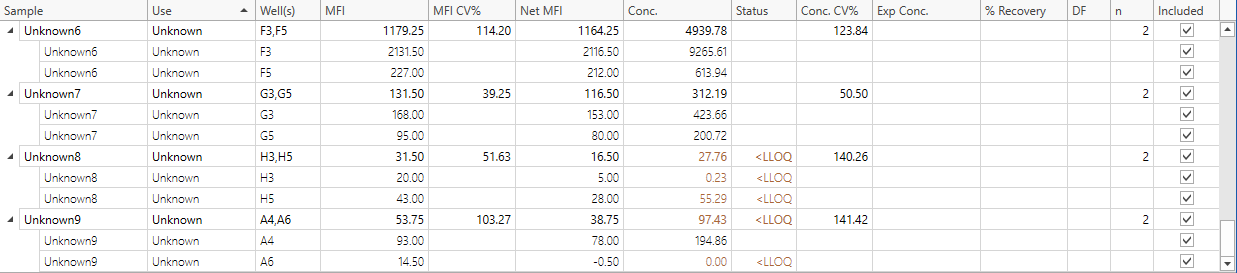 Sample Use Well(s) MFI MFI CV% Net MFI Conc. Status Conc. CV% Exp Conc. % Recovery DF n Included
Unknown6 Unknown F3,F5 1179.25 114.20 1164.25 4939.78 123.84 2
Unknown6 Unknown F3 2131.50 2116.50 9265.61
Unknown6 Unknown F5 227.00 212.00 613.94
Unknown7 Unknown G3,G5 131.50 39.25 116.50 312.19 50.50 2
Unknown7 Unknown G3 168.00 153.00 423.66
Unknown7 Unknown G5 95.00 80.00 200.72
Unknown8 Unknown H3,H5 31.50 51.63 16.50 27.76 <LLOQ 140.26 2
Unknown8 Unknown H3 20.00 5.00 0.23 <LLOQ
Unknown8 Unknown H5 43.00 28.00 55.29 <LLOQ
Unknown9 Unknown A4,A6 53.75 103.27 38.75 97.43 <LLOQ 141.42 2
Unknown9 Unknown A4 93.00 78.00 194.86
Unknown9 Unknown A6 14.50 -0.50 0.00 <LLOQ